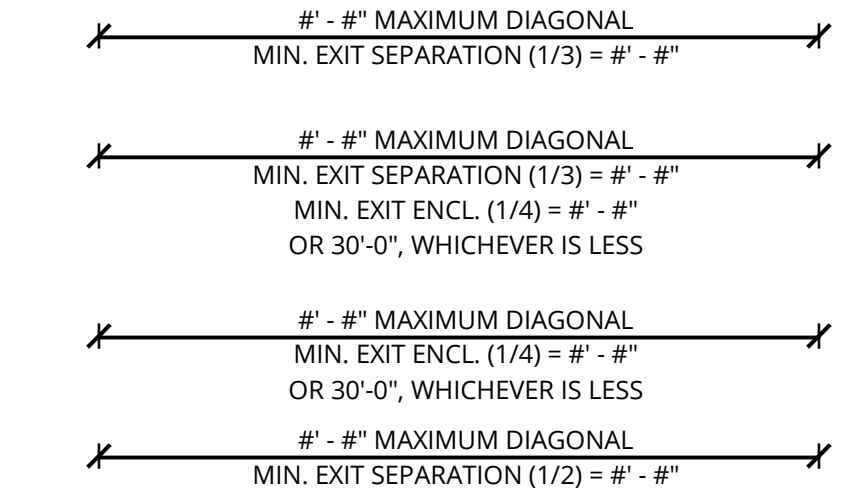 #' - #" MAXIMUM DIAGONAL
MIN. EXIT SEPARATION (1/3) = #' - #"
#' - #" MAXIMUM DIAGONAL
MIN. EXIT SEPARATION (1/3) = #' - #"
MIN. EXIT ENCL. (1/4) = #' - #"
OR 30'-0", WHICHEVER IS LESS
#' - #" MAXIMUM DIAGONAL
MIN. EXIT ENCL. (1/4) = #' - #"
OR 30'-0", WHICHEVER IS LESS
#' - #" MAXIMUM DIAGONAL
MIN. EXIT SEPARATION (1/2) = #' - #"